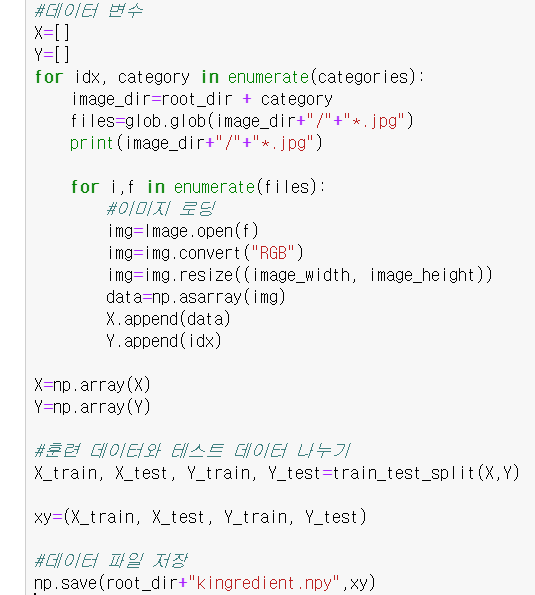 #데이터 변수
X=[]
Y=[]
for idx, category in enumerate(categories):
    image_dir=root_dir + category
    files=glob.glob(image_dir+"/"+"*.jpg")
    print(image_dir+"/"+"*.jpg")
    for i,f in enumerate(files):
        #이미지 로딩
        img=Image.open(f)
        img=img.convert("RGB")
        img=img.resize((image_width, image_height))
        data=np.asarray(img)
        X.append(data)
        Y.append(idx)
X=np.array(X)
Y=np.array(Y)
#훈련 데이터와 테스트 데이터 나누기
X_train, X_test, Y_train, Y_test=train_test_split(X,Y)
xy=(X_train, X_test, Y_train, Y_test)
#데이터 파일 저장
np.save(root_dir+"kingredient.npy",xy)